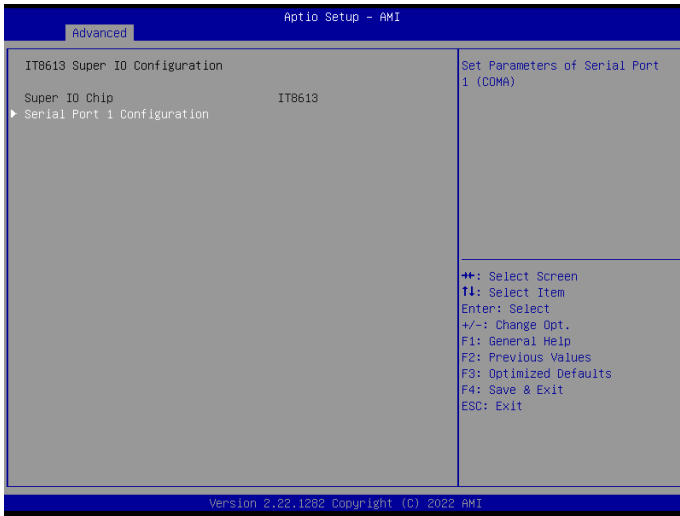 Aptio Setup – AMI
Advanced
IT8613 Super IO Configuration
Super IO Chip IT8613
▶ Serial Port 1 Configuration
Set Parameters of Serial Port
1 (COMA)
→←: Select Screen
↑↓: Select Item
Enter: Select
+/-: Change Opt.
F1: General Help
F2: Previous Values
F3: Optimized Defaults
F4: Save & Exit
ESC: Exit
Version 2.22.1282 Copyright (C) 2022 AMI